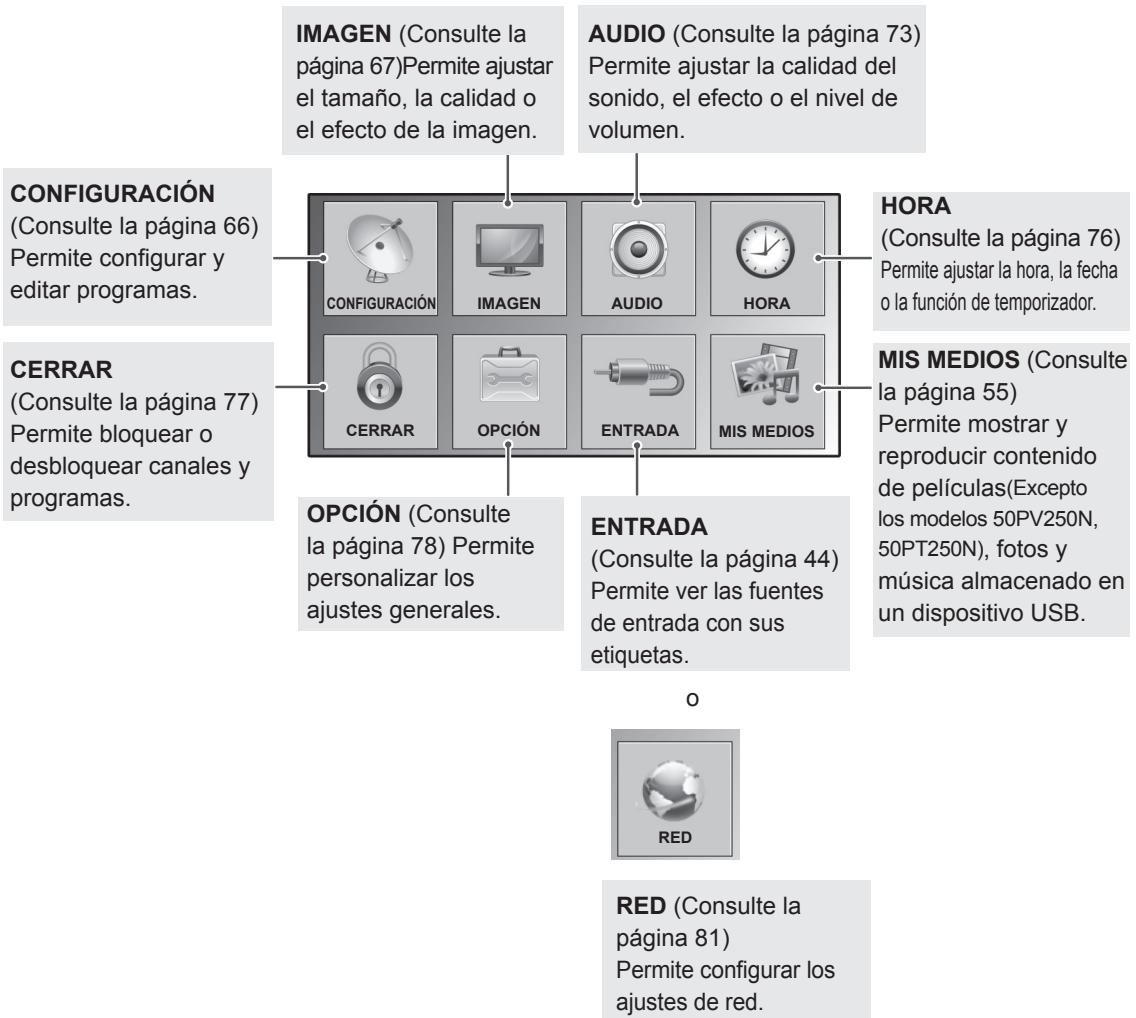 IMAGEN (Consulte la
página 67)Permite ajustar
el tamaño, la calidad o
el efecto de la imagen.
AUDIO (Consulte la página 73)
Permite ajustar la calidad del
sonido, el efecto o el nivel de
volumen.
CONFIGURACIÓN
(Consulte la página 66)
Permite configurar y
editar programas.
CERRAR
(Consulte la página 77)
Permite bloquear o
desbloquear canales y
programas.
CONFIGURACIÓN
IMAGEN
AUDIO
HORA
CERRAR
OPCIÓN
ENTRADA
MIS MEDIOS
HORA
(Consulte la página 76)
Permite ajustar la hora, la fecha
o la función de temporizador.
MIS MEDIOS (Consulte
la página 55)
Permite mostrar y
reproducir contenido
de películas(Excepto
los modelos 50PV250N,
50PT250N), fotos y
música almacenado en
un dispositivo USB.
OPCIÓN (Consulte
la página 78) Permite
personalizar los
ajustes generales.
ENTRADA
(Consulte la página 44)
Permite ver las fuentes
de entrada con sus
etiquetas.
o
RED
RED (Consulte la
página 81)
Permite configurar los
ajustes de red.